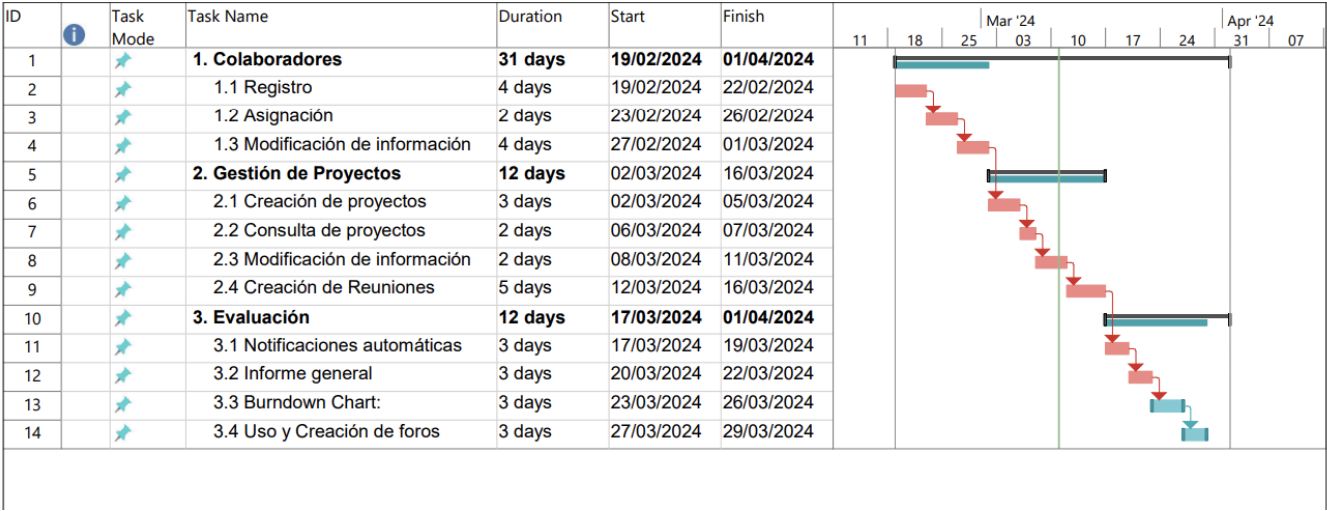 ID Task Mode Task Name Duration Start Finish Mar '24 Apr '24
11 18 25 03 10 17 24 31 07
1 1. Colaboradores 31 days 19/02/2024 01/04/2024
2 1.1 Registro 4 days 19/02/2024 22/02/2024
3 1.2 Asignación 2 days 23/02/2024 26/02/2024
4 1.3 Modificación de información 4 days 27/02/2024 01/03/2024
5 2. Gestión de Proyectos 12 days 02/03/2024 16/03/2024
6 2.1 Creación de proyectos 3 days 02/03/2024 05/03/2024
7 2.2 Consulta de proyectos 2 days 06/03/2024 07/03/2024
8 2.3 Modificación de información 2 days 08/03/2024 11/03/2024
9 2.4 Creación de Reuniones 5 days 12/03/2024 16/03/2024
10 3. Evaluación 12 days 17/03/2024 01/04/2024
11 3.1 Notificaciones automáticas 3 days 17/03/2024 19/03/2024
12 3.2 Informe general 3 days 20/03/2024 22/03/2024
13 3.3 Burndown Chart: 3 days 23/03/2024 26/03/2024
14 3.4 Uso y Creación de foros 3 days 27/03/2024 29/03/2024